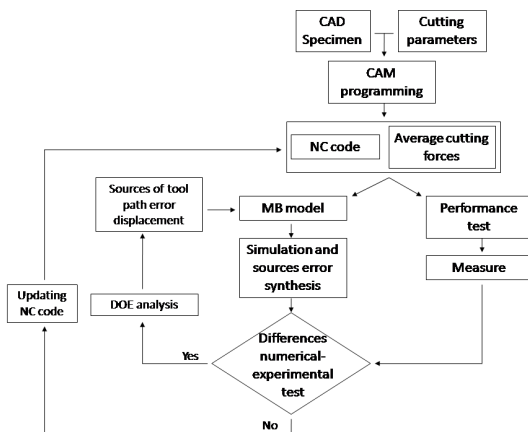 CAD
Specimen
Cutting
parameters
CAM
programming
NC code
Average cutting
forces
Sources of tool
path error
displacement
MB model
Performance
test
Simulation and
sources error
synthesis
Measure
Updating
NC code
DOE analysis
Differences
numerical-
experimental
test
Yes
No